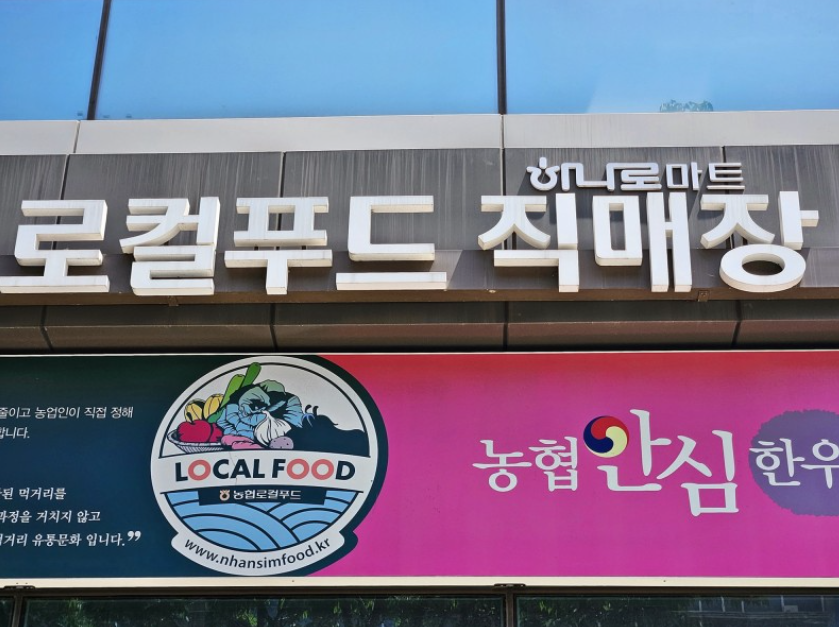 하나로마트
로컬푸드 직매장
줄이고 농업인이 직접 정해
합니다.
된 먹거리를
과정을 거치지 않고
먹거리 유통문화 입니다.”
LOCAL FOOD
농협로컬푸드
www.nhansimfood.kr
농협 안심 한우